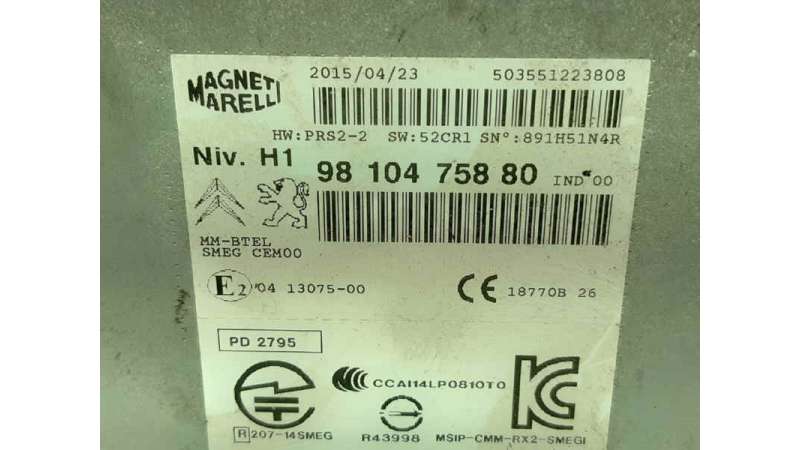 MAGNETI MARELLI
2015/04/23 503551223808
HW:PRS2-2 SW:52CR1 SN°:891H51N4R
Niv. H1 98 104 758 80 IND 00
MM-BTEL
SMEG CEM00
E2 04 13075-00 CE 18770B 26
PD 2795
CCAI14LP0810T0
R 207-14SMEG R43998 MSIP-CMM-RX2-SMEGI